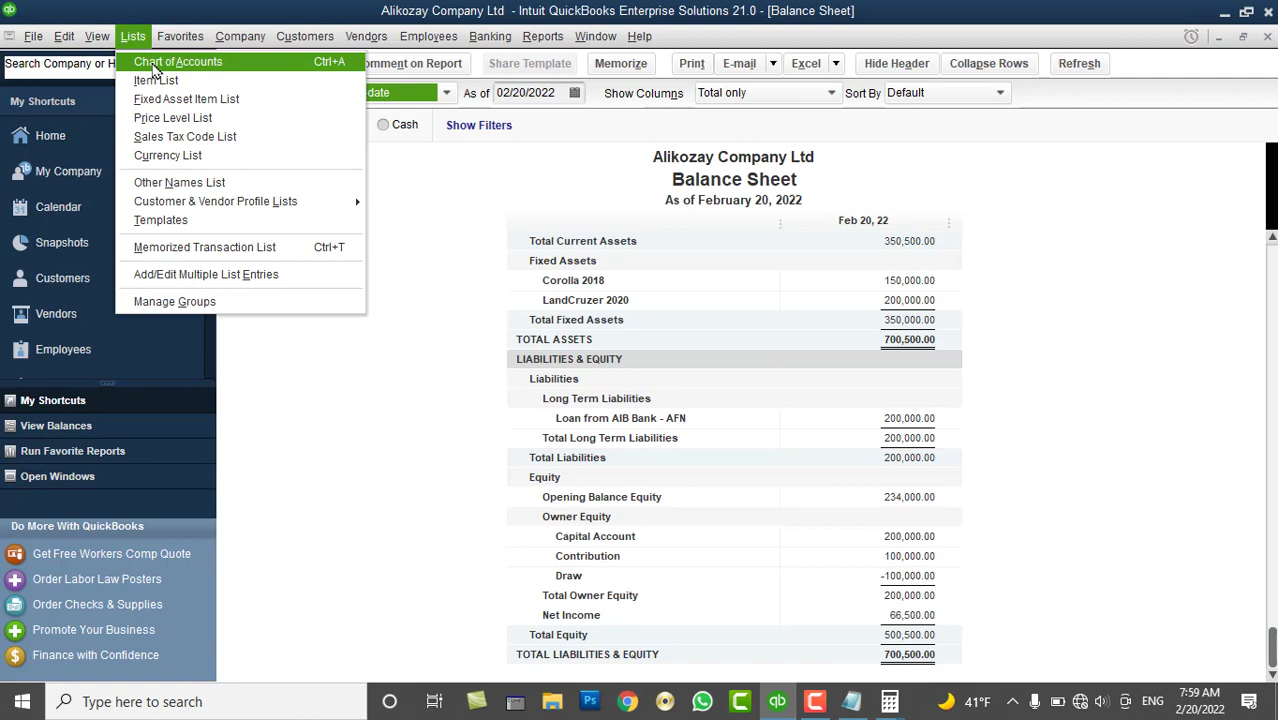 Alikozay Company Ltd - Intuit QuickBooks Enterprise Solutions 21.0 - [Balance Sheet]
File Edit View Lists Favorites Company Customers Vendors Employees Banking Reports Window Help
Search Company or H
omment on Report Share Template Memorize Print E-mail Excel Hide Header Collapse Rows Refresh
date As of 02/20/2022 Show Columns Total only Sort By Default
Cash Show Filters
Chart of Accounts Ctrl+A
Item List
Fixed Asset Item List
Price Level List
Sales Tax Code List
Currency List
Other Names List
Customer & Vendor Profile Lists
Templates
Memorized Transaction List Ctrl+T
Add/Edit Multiple List Entries
Manage Groups
My Shortcuts
Home
My Company
Calendar
Snapshots
Customers
Vendors
Employees
My Shortcuts
View Balances
Run Favorite Reports
Open Windows
Do More With QuickBooks
Get Free Workers Comp Quote
Order Labor Law Posters
Order Checks & Supplies
Promote Your Business
Finance with Confidence
Alikozay Company Ltd
Balance Sheet
As of February 20, 2022
Feb 20, 22
Total Current Assets 350,500.00
Fixed Assets
Corolla 2018 150,000.00
LandCruzer 2020 200,000.00
Total Fixed Assets 350,000.00
TOTAL ASSETS 700,500.00
LIABILITIES & EQUITY
Liabilities
Long Term Liabilities
Loan from AIB Bank - AFN 200,000.00
Total Long Term Liabilities 200,000.00
Total Liabilities 200,000.00
Equity
Opening Balance Equity 234,000.00
Owner Equity
Capital Account 200,000.00
Contribution 100,000.00
Draw -100,000.00
Total Owner Equity 200,000.00
Net Income 66,500.00
Total Equity 500,500.00
TOTAL LIABILITIES & EQUITY 700,500.00
Type here to search
41°F ENG 7:59 AM
2/20/2022